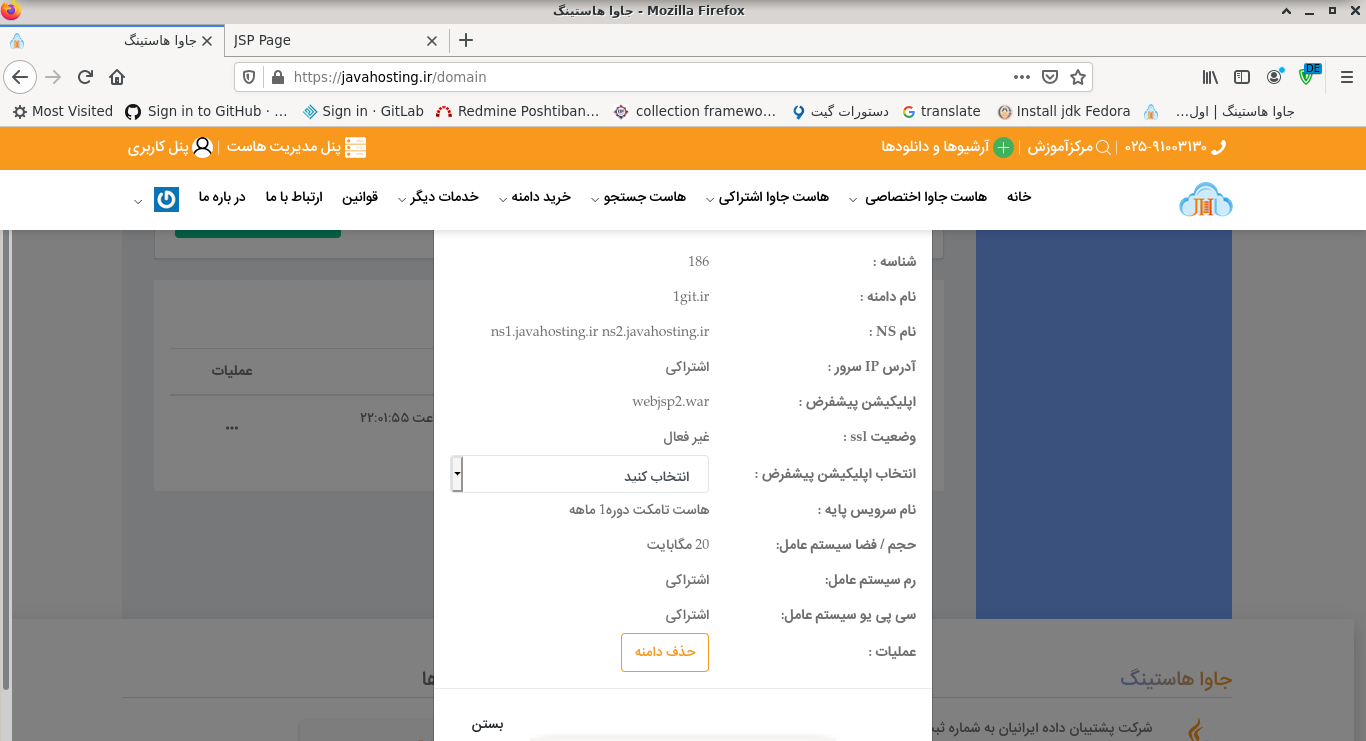 جاوا هاستینگ - Mozilla Firefox
جاوا هاستینگ
JSP Page
https://javahosting.ir/domain
DE
Most Visited
Sign in to GitHub · ...
Sign in · GitLab
Redmine Poshtiban...
collection framewo...
دستورات گیت
translate
Install jdk Fedora
جاوا هاستینگ | اول...
۰۲۵-۹۱۰۰۳۱۳۰ | مرکزآموزش | آرشیوها و دانلودها
پنل مدیریت هاست | پنل کاربری
JH
خانه
هاست جاوا اختصاصی
هاست جاوا اشتراکی
هاست جستجو
خرید دامنه
خدمات دیگر
قوانین
ارتباط با ما
در باره ما
شناسه : 186
نام دامنه : 1git.ir
نام NS : ns1.javahosting.ir ns2.javahosting.ir
آدرس IP سرور : اشتراکی
اپلیکیشن پیشفرض : webjsp2.war
وضعیت ssl : غیر فعال
انتخاب اپلیکیشن پیشفرض : انتخاب کنید
نام سرویس پایه : هاست تامکت دوره1 ماهه
حجم / فضا سیستم عامل: 20 مگابایت
رم سیستم عامل: اشتراکی
سی پی یو سیستم عامل: اشتراکی
عملیات : حذف دامنه
بستن
عملیات
۲۲:۰۱:۵۵
...
جاوا هاستینگ
شرکت پشتیبان داده ایرانیان به شماره